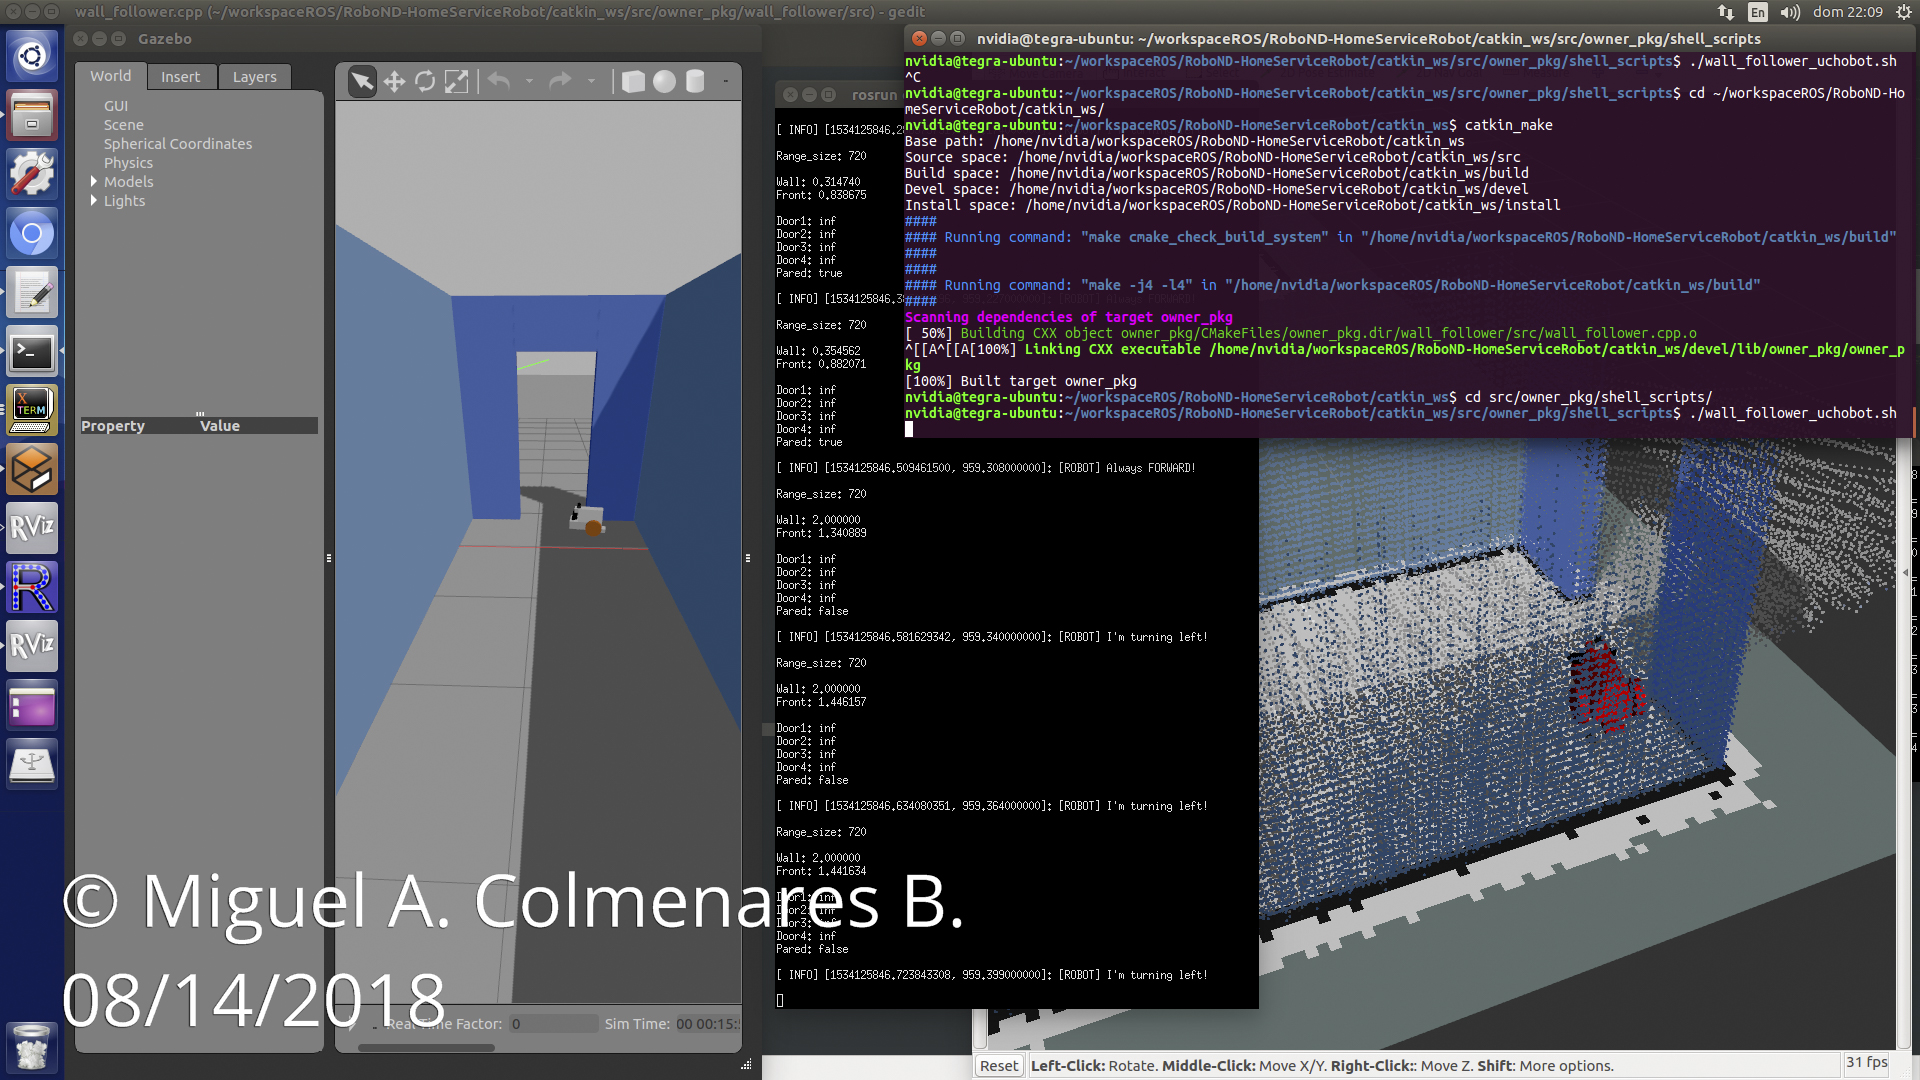 wall_follower.cpp (~/workspaceROS/RoboND-HomeServiceRobot/catkin_ws/src/owner_pkg/wall_follower/src) - gedit
En
dom 22:09
Gazebo
World
Insert
Layers
GUI
Scene
Spherical Coordinates
Physics
Models
Lights
Property
Value
Real Time Factor: 0
Sim Time: 00 00:15:
X
TERM
RViz
R
RViz
rosrun
[ INFO] [1534125846.2
Range_size: 720
Wall: 0.314740
Front: 0.838675
Door1: inf
Door2: inf
Door3: inf
Door4: inf
Pared: true
[ INFO] [1534125846.3
Range_size: 720
Wall: 0.354562
Front: 0.882071
Door1: inf
Door2: inf
Door3: inf
Door4: inf
Pared: true
[ INFO] [1534125846.509461500, 959.308000000]: [ROBOT] Always FORWARD!
Range_size: 720
Wall: 2.000000
Front: 1.340889
Door1: inf
Door2: inf
Door3: inf
Door4: inf
Pared: false
[ INFO] [1534125846.581629342, 959.340000000]: [ROBOT] I'm turning left!
Range_size: 720
Wall: 2.000000
Front: 1.446157
Door1: inf
Door2: inf
Door3: inf
Door4: inf
Pared: false
[ INFO] [1534125846.634080351, 959.364000000]: [ROBOT] I'm turning left!
Range_size: 720
Wall: 2.000000
Front: 1.441634
Door1: inf
Door2: inf
Door3: inf
Door4: inf
Pared: false
[ INFO] [1534125846.723843308, 959.399000000]: [ROBOT] I'm turning left!
nvidia@tegra-ubuntu: ~/workspaceROS/RoboND-HomeServiceRobot/catkin_ws/src/owner_pkg/shell_scripts
nvidia@tegra-ubuntu:~/workspaceROS/RoboND-HomeServiceRobot/catkin_ws/src/owner_pkg/shell_scripts$ ./wall_follower_uchobot.sh
^C
nvidia@tegra-ubuntu:~/workspaceROS/RoboND-HomeServiceRobot/catkin_ws/src/owner_pkg/shell_scripts$ cd ~/workspaceROS/RoboND-Ho
meServiceRobot/catkin_ws/
nvidia@tegra-ubuntu:~/workspaceROS/RoboND-HomeServiceRobot/catkin_ws$ catkin_make
Base path: /home/nvidia/workspaceROS/RoboND-HomeServiceRobot/catkin_ws
Source space: /home/nvidia/workspaceROS/RoboND-HomeServiceRobot/catkin_ws/src
Build space: /home/nvidia/workspaceROS/RoboND-HomeServiceRobot/catkin_ws/build
Devel space: /home/nvidia/workspaceROS/RoboND-HomeServiceRobot/catkin_ws/devel
Install space: /home/nvidia/workspaceROS/RoboND-HomeServiceRobot/catkin_ws/install
####
#### Running command: "make cmake_check_build_system" in "/home/nvidia/workspaceROS/RoboND-HomeServiceRobot/catkin_ws/build"
####
####
#### Running command: "make -j4 -l4" in "/home/nvidia/workspaceROS/RoboND-HomeServiceRobot/catkin_ws/build"
####
Scanning dependencies of target owner_pkg
[ 50%] Building CXX object owner_pkg/CMakeFiles/owner_pkg.dir/wall_follower/src/wall_follower.cpp.o
^[[A^[[A[100%] Linking CXX executable /home/nvidia/workspaceROS/RoboND-HomeServiceRobot/catkin_ws/devel/lib/owner_pkg/owner_p
kg
[100%] Built target owner_pkg
nvidia@tegra-ubuntu:~/workspaceROS/RoboND-HomeServiceRobot/catkin_ws$ cd src/owner_pkg/shell_scripts/
nvidia@tegra-ubuntu:~/workspaceROS/RoboND-HomeServiceRobot/catkin_ws/src/owner_pkg/shell_scripts$ ./wall_follower_uchobot.sh
Reset
Left-Click: Rotate. Middle-Click: Move X/Y. Right-Click:: Move Z. Shift: More options.
31 fps
© Miguel A. Colmenares B.
08/14/2018